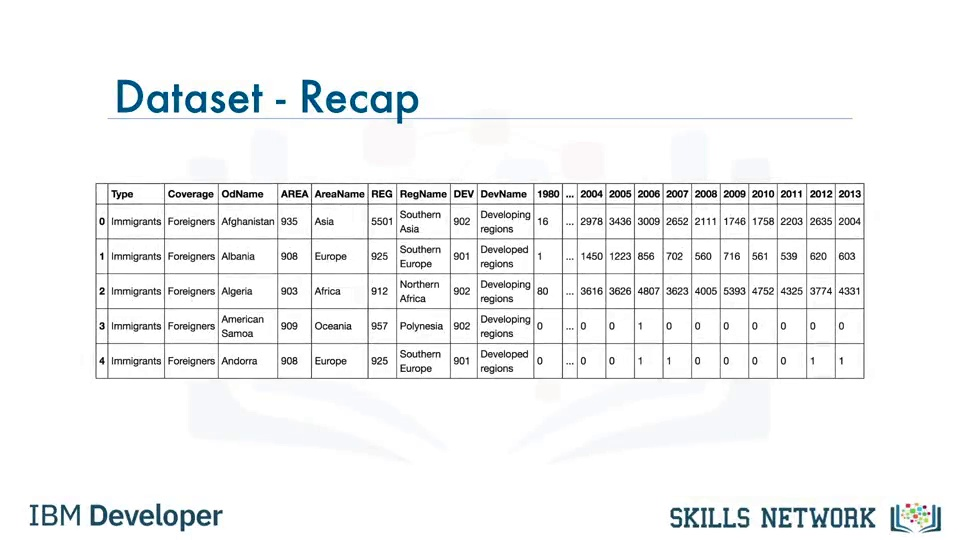 Dataset - Recap
Type Coverage OdName AREA AreaName REG RegName DEV DevName 1980 ... 2004 2005 2006 2007 2008 2009 2010 2011 2012 2013
0 Immigrants Foreigners Afghanistan 935 Asia 5501 Southern Asia 902 Developing regions 16 ... 2978 3436 3009 2652 2111 1746 1758 2203 2635 2004
1 Immigrants Foreigners Albania 908 Europe 925 Southern Europe 901 Developed regions 1 ... 1450 1223 856 702 560 716 561 539 620 603
2 Immigrants Foreigners Algeria 903 Africa 912 Northern Africa 902 Developing regions 80 ... 3616 3626 4807 3623 4005 5393 4752 4325 3774 4331
3 Immigrants Foreigners American Samoa 909 Oceania 957 Polynesia 902 Developing regions 0 ... 0 0 1 0 0 0 0 0 0 0
4 Immigrants Foreigners Andorra 908 Europe 925 Southern Europe 901 Developed regions 0 ... 0 0 1 1 0 0 0 0 1 1
IBM Developer
SKILLS NETWORK